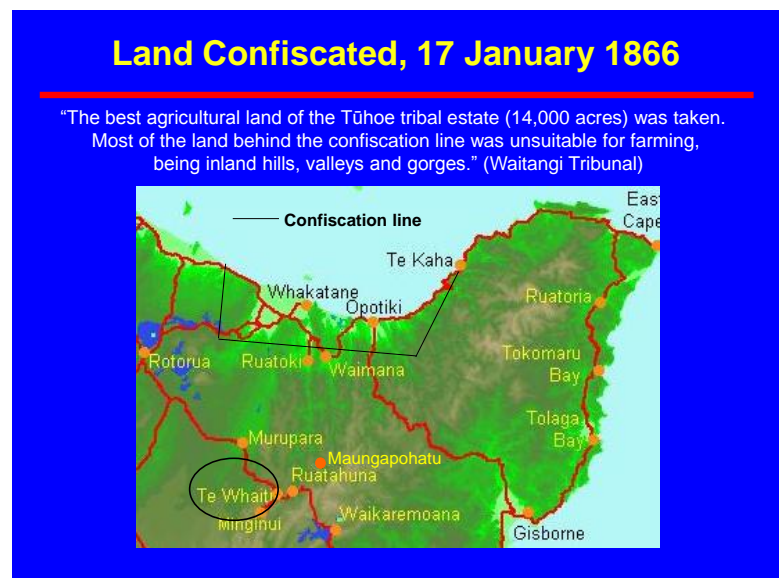 Land Confiscated, 17 January 1866
“The best agricultural land of the Tūhoe tribal estate (14,000 acres) was taken.
Most of the land behind the confiscation line was unsuitable for farming,
being inland hills, valleys and gorges.” (Waitangi Tribunal)
Confiscation line
East
Cape
Te Kaha
Whakatane
Opotiki
Ruatoria
Rotorua
Ruatoki
Waimana
Tokomaru
Bay
Tolaga
Bay
Murupara
Maungapohatu
Ruatahuna
Te Whaiti
Minginui
Waikaremoana
Gisborne